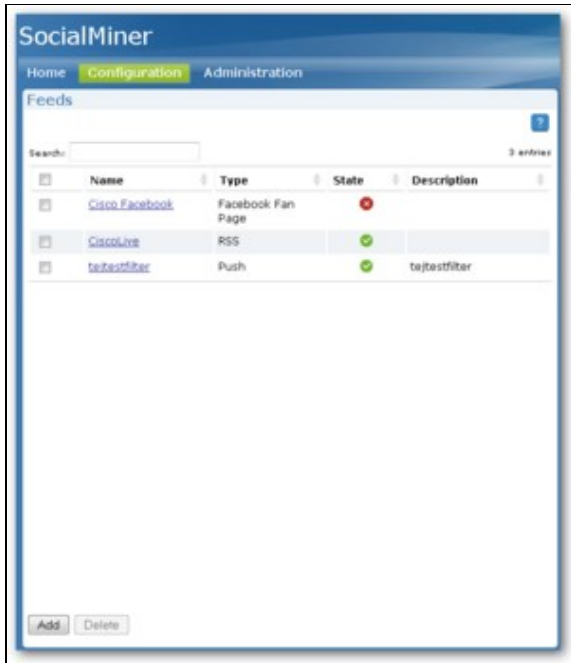 SocialMiner
Home Configuration Administration
Feeds
?
Search: 3 entries
Name Type State Description
Cisco Facebook Facebook Fan
Page
CiscoLive RSS
tejtestfilter Push tejtestfilter
Add Delete